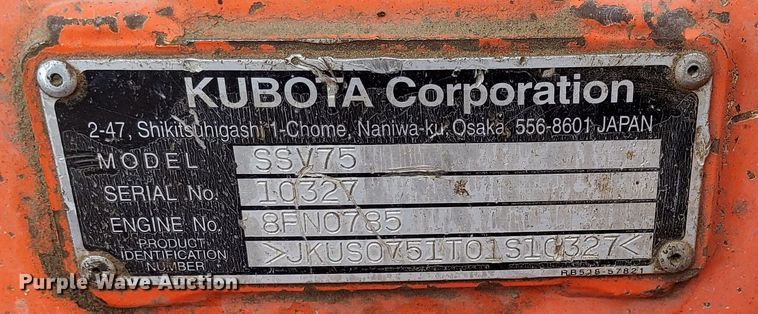 KUBOTA Corporation
2-47, Shikitsuhigashi 1-Chome, Naniwa-ku, Osaka, 556-8601 JAPAN
MODEL SSV75
SERIAL No. 10327
ENGINE No. 8FN0785
PRODUCT
IDENTIFICATION
NUMBER >JKUS0751T01S10327<
RB526-57821
Purple Wave Auction